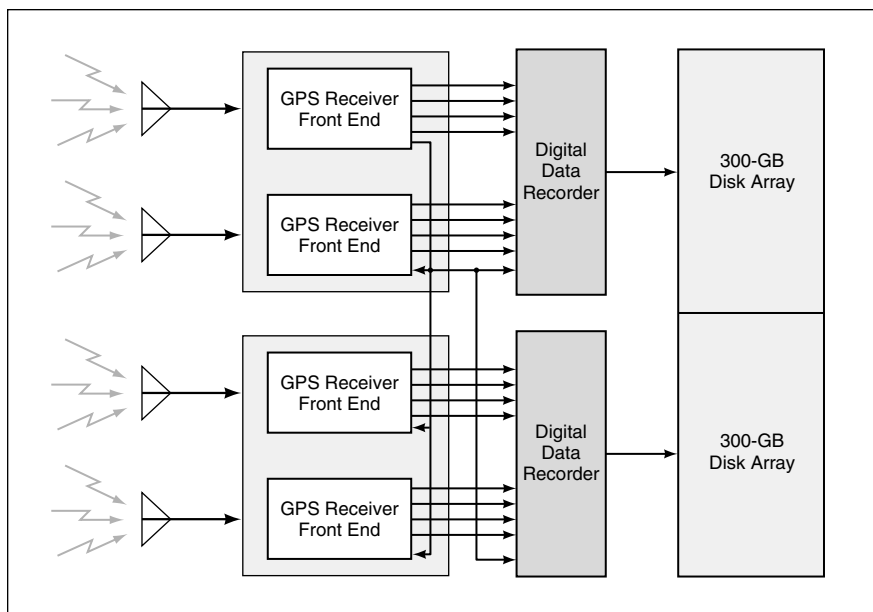 GPS Receiver
Front End
GPS Receiver
Front End
Digital
Data
Recorder
300-GB
Disk Array
GPS Receiver
Front End
GPS Receiver
Front End
Digital
Data
Recorder
300-GB
Disk Array